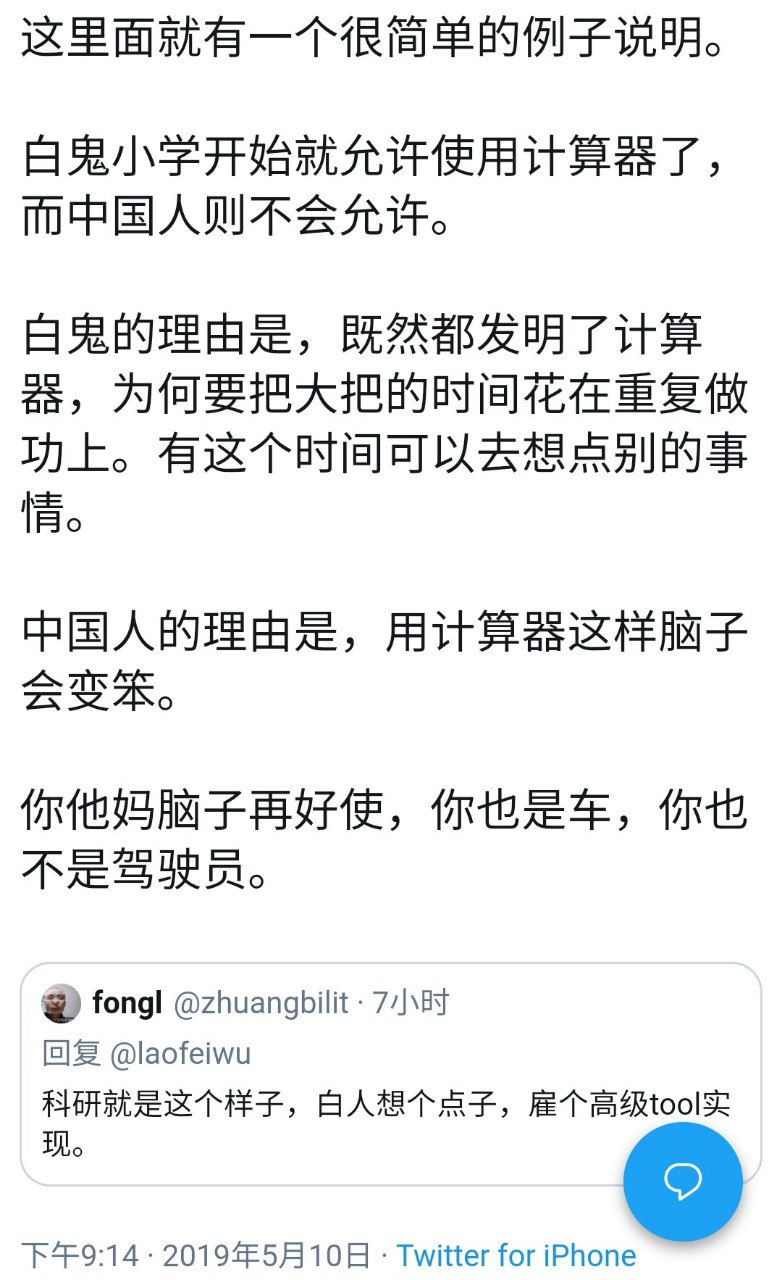 这里面就有一个很简单的例子说明。
白鬼小学开始就允许使用计算器了，
而中国人则不会允许。
白鬼的理由是，既然都发明了计算
器，为何要把大把的时间花在重复做
功上。有这个时间可以去想点别的事
情。
中国人的理由是，用计算器这样脑子
会变笨。
你他妈脑子再好使，你也是车，你也
不是驾驶员。
fongl @zhuangbilit · 7小时
回复 @laofeiwu
科研就是这个样子，白人想个点子，雇个高级tool实
现。
下午9:14 · 2019年5月10日 · Twitter for iPhone